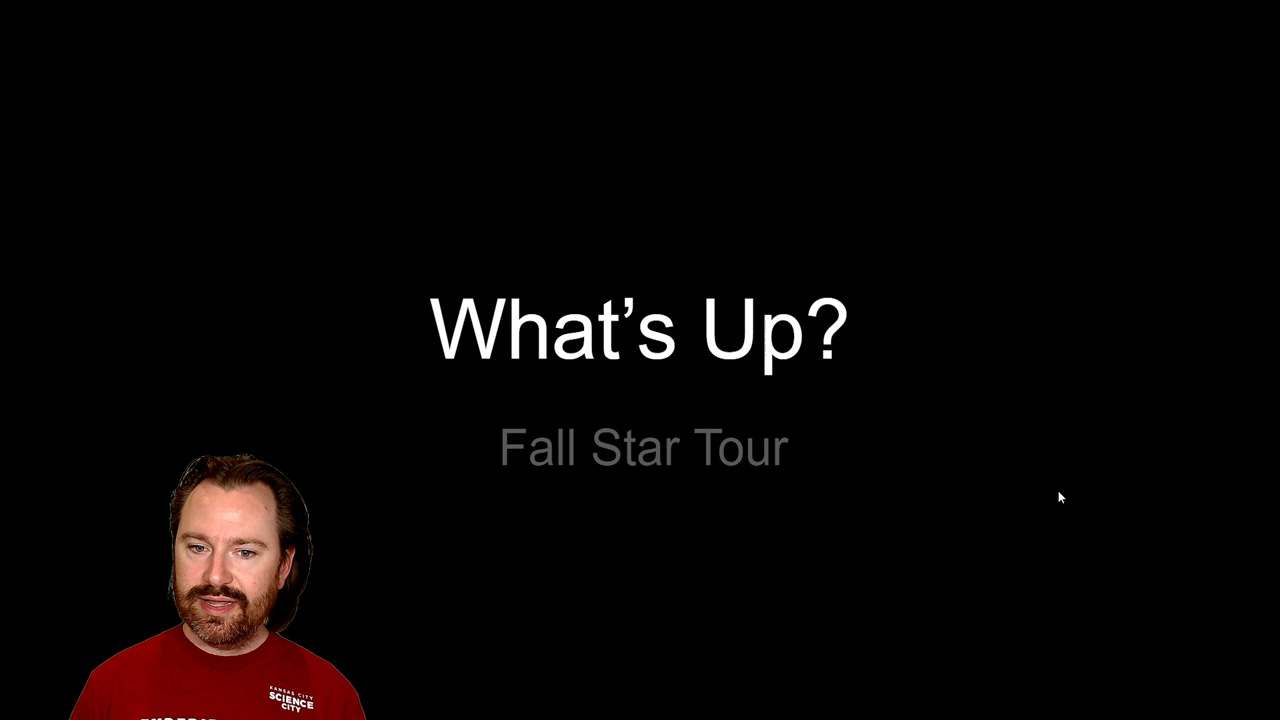 What's Up?
Fall Star Tour
KANSAS CITY
SCIENCE
CITY